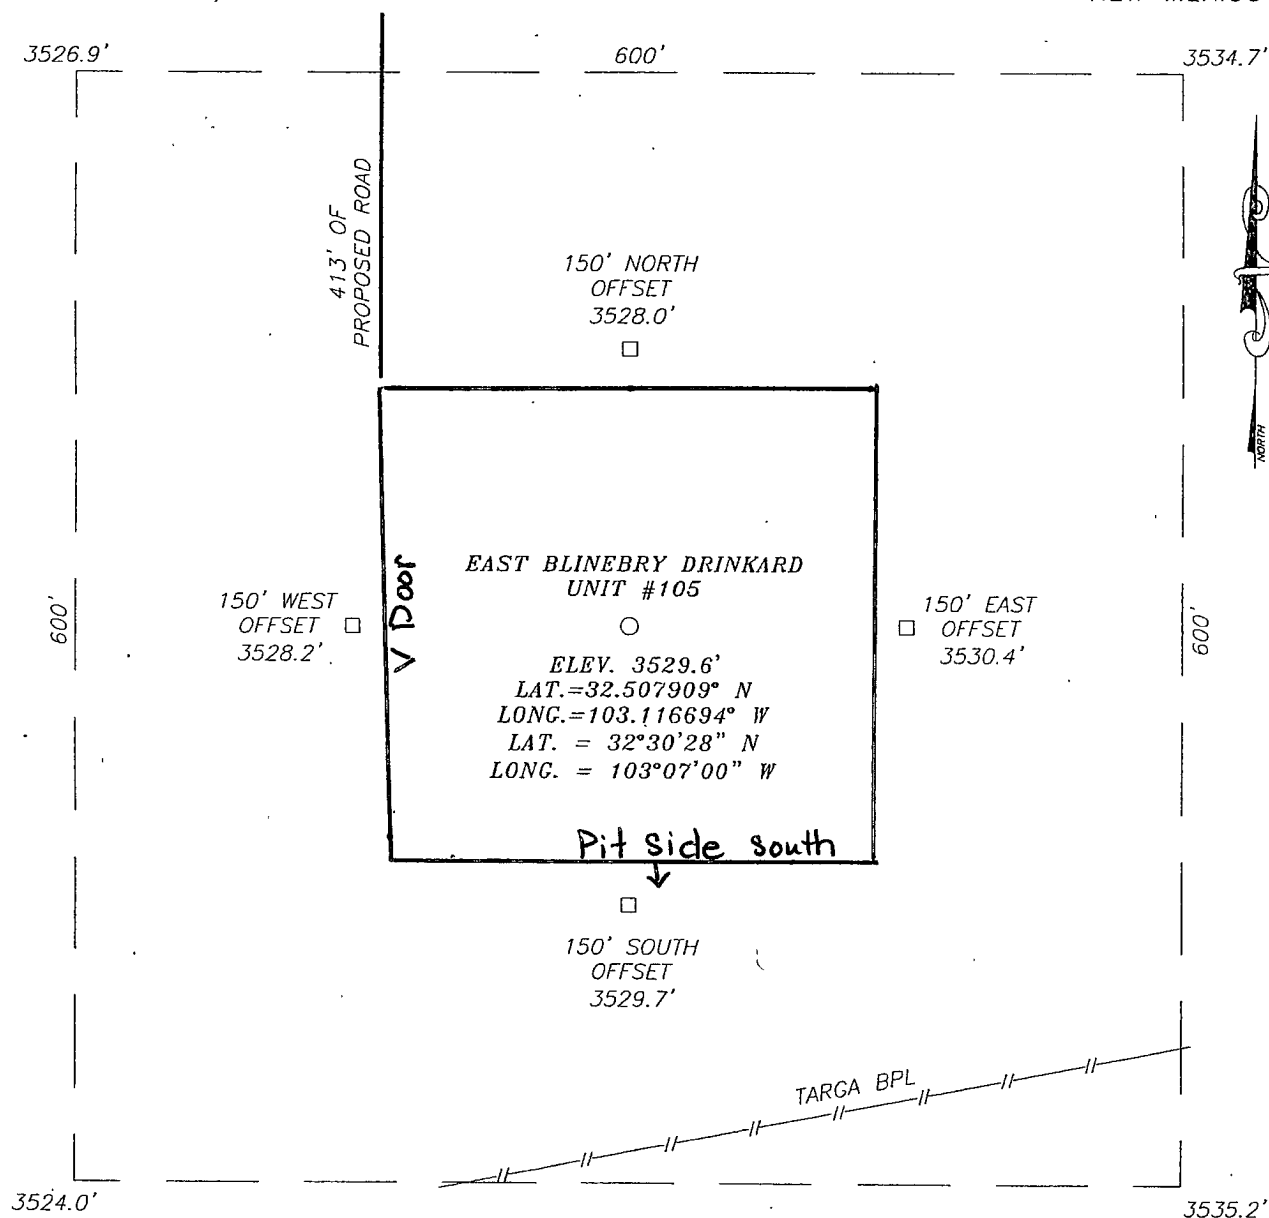 3526.9'
600'
3534.7'
413' OF
PROPOSED ROAD
150' NORTH
OFFSET
3528.0'
NORTH
EAST BLINEBRY DRINKARD
UNIT #105
ELEV. 3529.6'
LAT.=32.507909° N
LONG.=103.116694° W
LAT. = 32°30'28" N
LONG. = 103°07'00" W
V Door
600'
150' WEST
OFFSET
3528.2'
150' EAST
OFFSET
3530.4'
600'
Pit side south
150' SOUTH
OFFSET
3529.7'
TARGA BPL
3524.0'
3535.2'